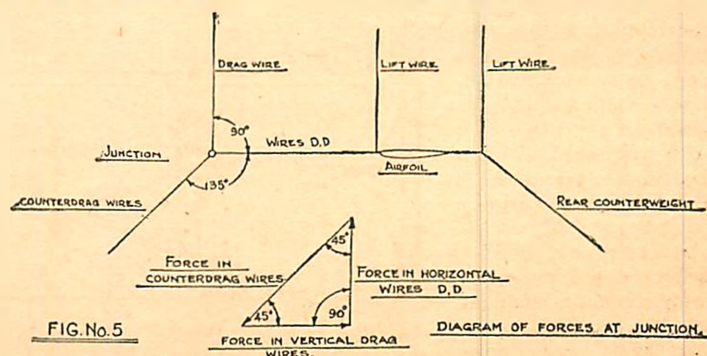 DRAG WIRE
LIFT WIRE
LIFT WIRE
90°
WIRES D,D
JUNCTION
AIRFOIL
135°
COUNTERDRAG WIRES
REAR COUNTERWEIGHT
45°
FORCE IN
COUNTERDRAG WIRES
FORCE IN HORIZONTAL
WIRES D,D.
45°
90°
FIG. No. 5
FORCE IN VERTICAL DRAG
WIRES.
DIAGRAM OF FORCES AT JUNCTION.